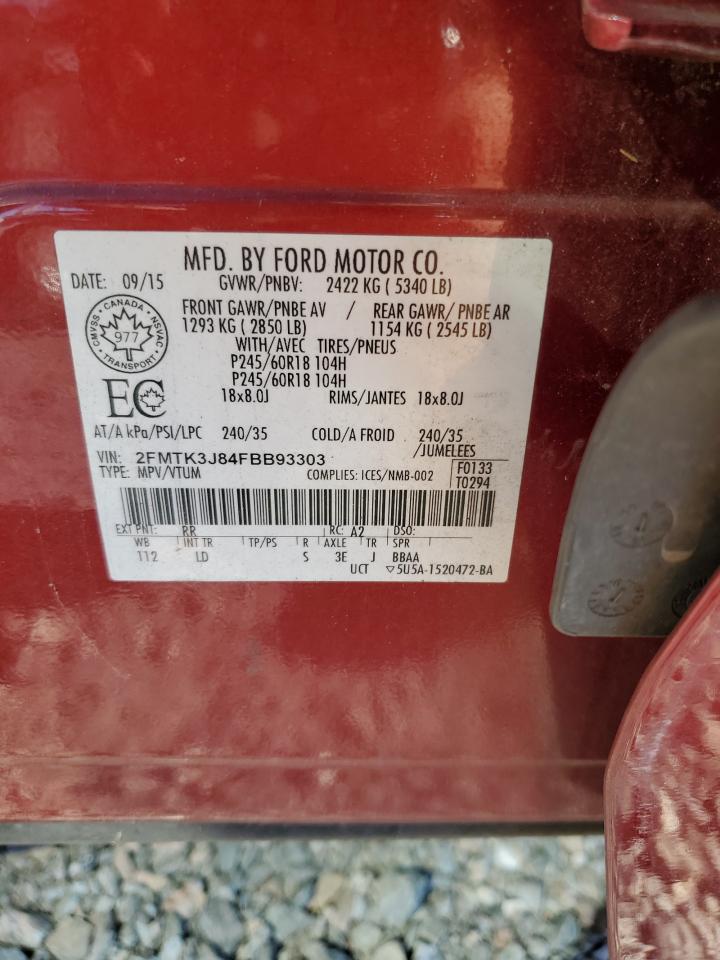 MFD. BY FORD MOTOR CO.
DATE: 09/15 GVWR/PNBV: 2422 KG ( 5340 LB)
FRONT GAWR/PNBE AV / REAR GAWR/ PNBE AR
1293 KG ( 2850 LB) 1154 KG ( 2545 LB)
CANADA
CMVSS 977 NSVAC
TRANSPORT
WITH/AVEC TIRES/PNEUS
P245/60R18 104H
P245/60R18 104H
EC
18x8.0J RIMS/JANTES 18x8.0J
AT/A kPa/PSI/LPC 240/35 COLD/A FROID 240/35
/JUMELEES
VIN: 2FMTK3J84FBB93303
TYPE: MPV/VTUM COMPLIES: ICES/NMB-002 F0133
T0294
EXT PNT: RR RC: A2 DSO:
WB INT TR TP/PS R AXLE TR SPR
112 LD S 3E J BBAA
UCT ▽5U5A-1520472-BA